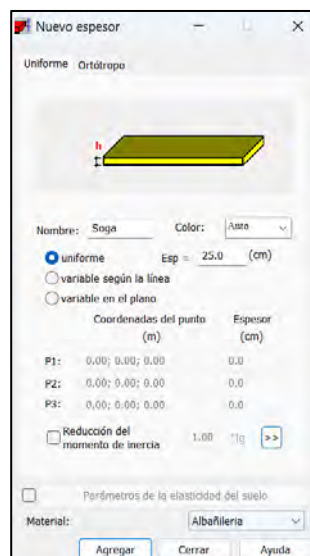 Nuevo espesor
Uniforme Ortótropo
h
Nombre: Soga Color: Auto
uniforme Esp = 25.0 (cm)
variable según la línea
variable en el plano
Coordenadas del punto Espesor
(m) (cm)
P1: 0.00; 0.00; 0.00 0.0
P2: 0.00; 0.00; 0.00 0.0
P3: 0.00; 0.00; 0.00 0.0
Reducción del
momento de inercia 1.00 *Ig >>
Parámetros de la elasticidad del suelo
Material: Albañileria
Agregar Cerrar Ayuda